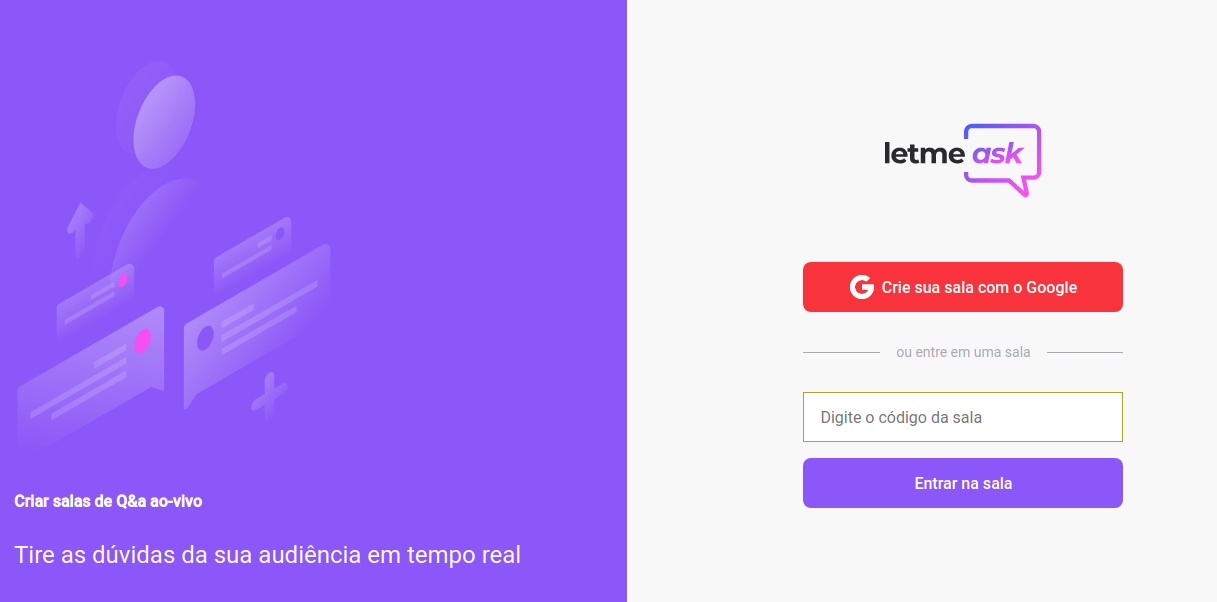 Criar salas de Q&a ao-vivo
Tire as dúvidas da sua audiência em tempo real
letme ask
Crie sua sala com o Google
ou entre em uma sala
Digite o código da sala
Entrar na sala